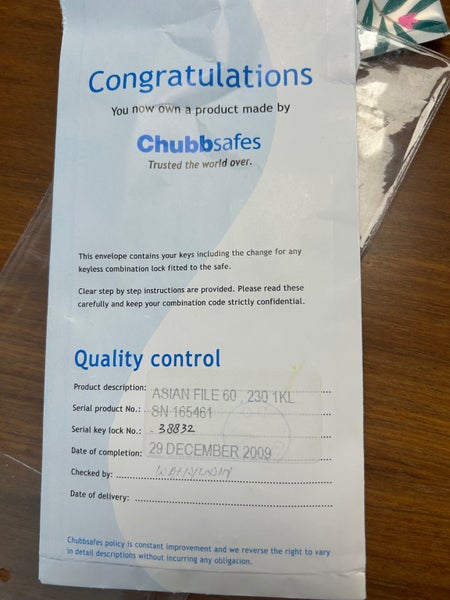 Congratulations
You now own a product made by
Chubbsafes
Trusted the world over.
This envelope contains your keys including the change for any
keyless combination lock fitted to the safe.
Clear step by step instructions are provided. Please read these
carefully and keep your combination code strictly confidential.
Quality control
Product description: ASIAN FILE 60, 230 1KL
Serial product No.: SN 165461
Serial key lock No.: 38832
Date of completion: 29 DECEMBER 2009
Checked by:
Date of delivery:
Chubbsafes policy is constant improvement and we reverse the right to vary
in detail descriptions without incurring any obligation.